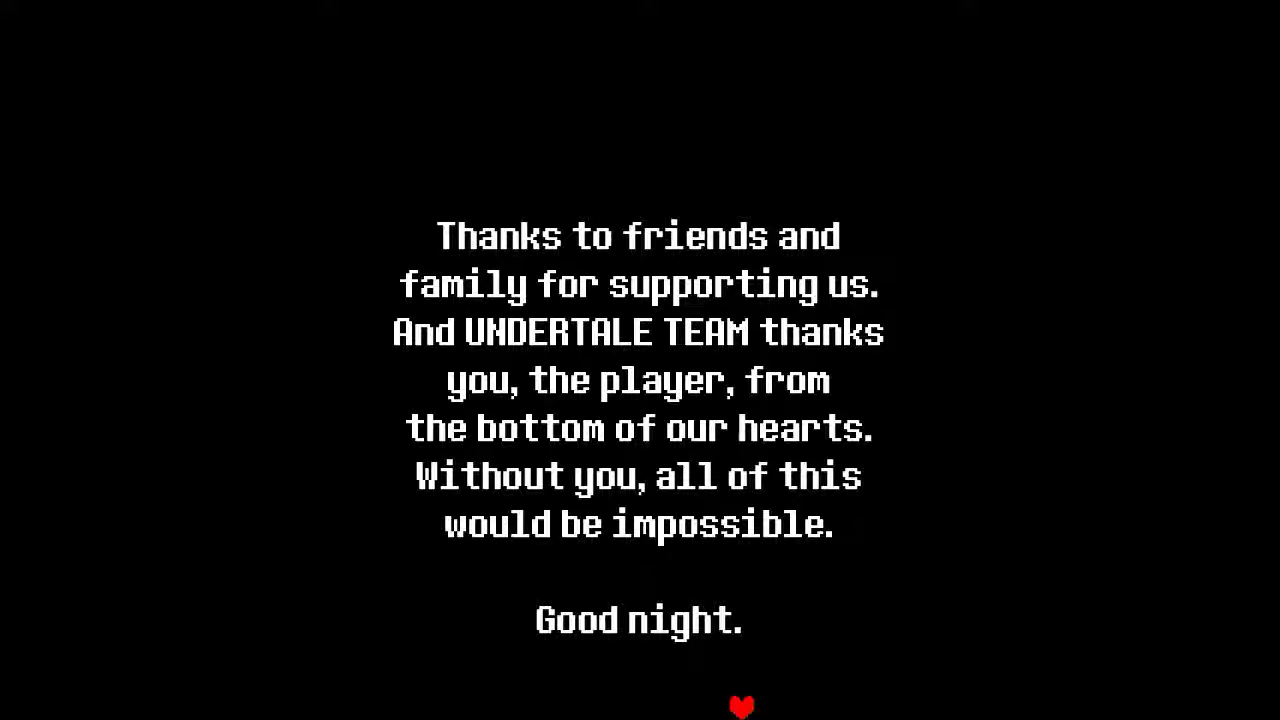 Thanks to friends and
family for supporting us.
And UNDERTALE TEAM thanks
you, the player, from
the bottom of our hearts.
Without you, all of this
would be impossible.
Good night.